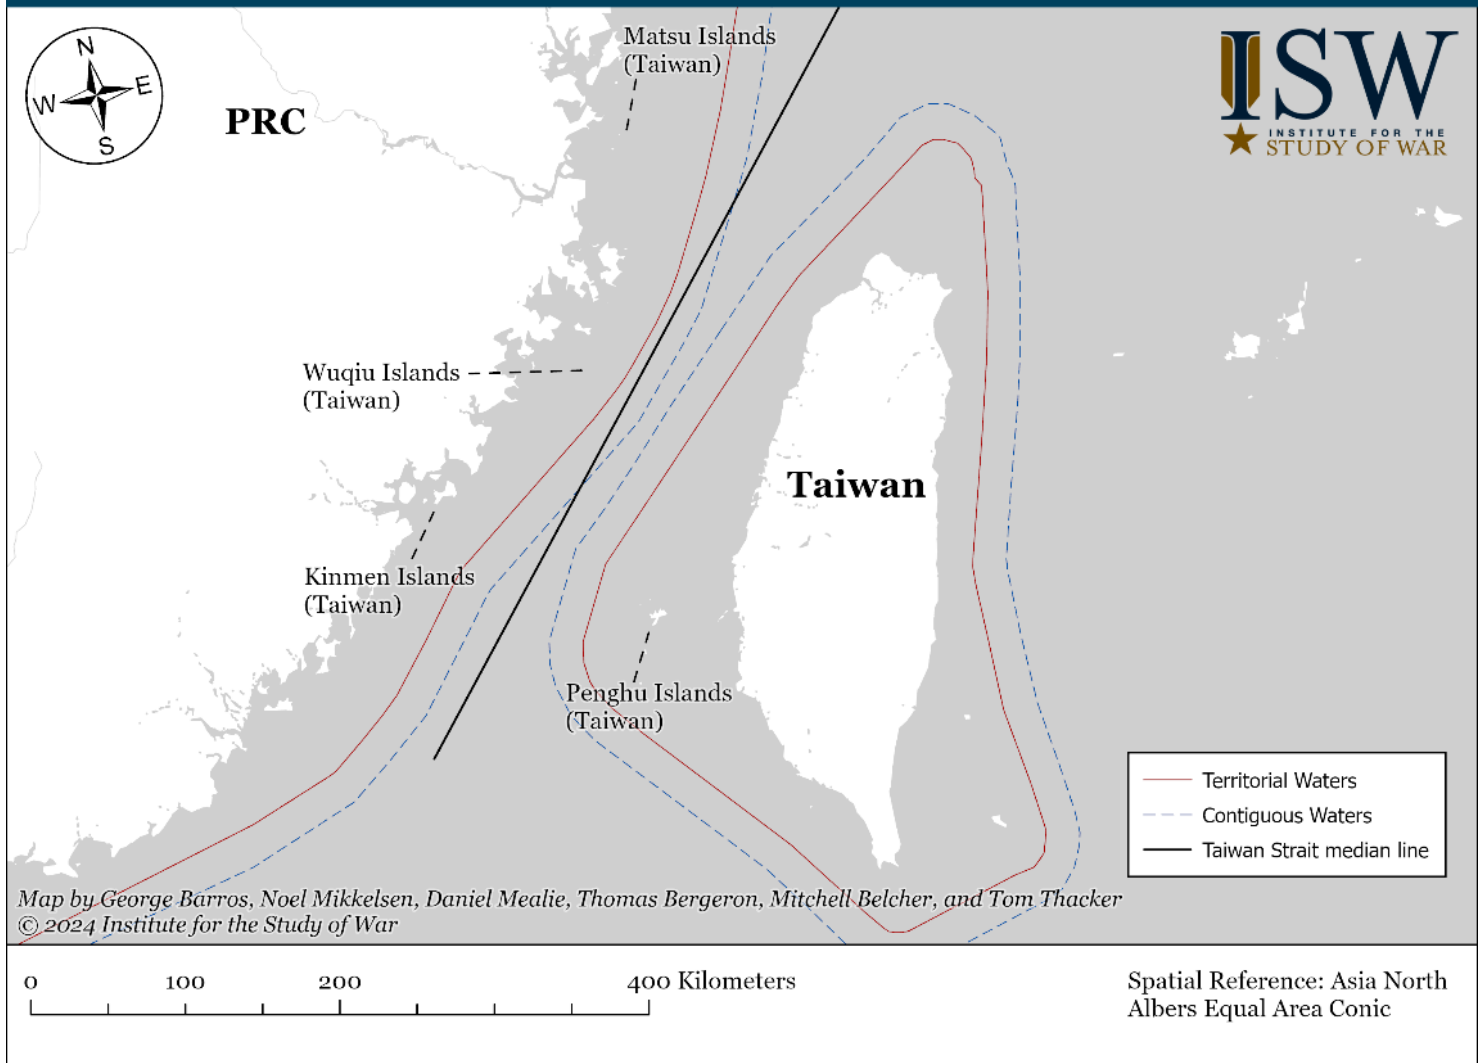 N
W
E
S
PRC
Matsu Islands
(Taiwan)
ISW
INSTITUTE FOR THE
STUDY OF WAR
Wuqiu Islands
(Taiwan)
Taiwan
Kinmen Islands
(Taiwan)
Penghu Islands
(Taiwan)
Territorial Waters
Contiguous Waters
Taiwan Strait median line
Map by George Barros, Noel Mikkelsen, Daniel Mealie, Thomas Bergeron, Mitchell Belcher, and Tom Thacker
© 2024 Institute for the Study of War
0 100 200 400 Kilometers
Spatial Reference: Asia North
Albers Equal Area Conic